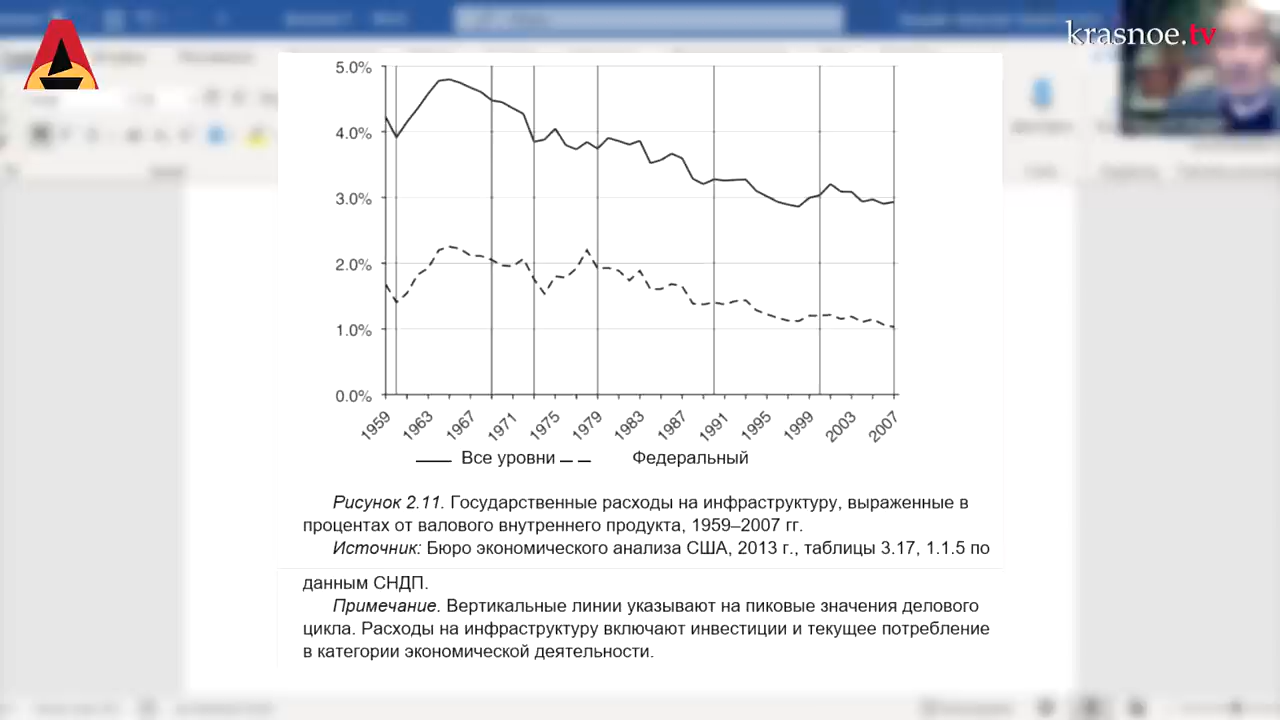 krasnoe.tv
5.0%
4.0%
3.0%
2.0%
1.0%
0.0%
1959 1963 1967 1971 1975 1979 1983 1987 1991 1995 1999 2003 2007
Все уровни Федеральный
Рисунок 2.11. Государственные расходы на инфраструктуру, выраженные в
процентах от валового внутреннего продукта, 1959–2007 гг.
Источник: Бюро экономического анализа США, 2013 г., таблицы 3.17, 1.1.5 по
данным СНДП.
Примечание. Вертикальные линии указывают на пиковые значения делового
цикла. Расходы на инфраструктуру включают инвестиции и текущее потребление
в категории экономической деятельности.